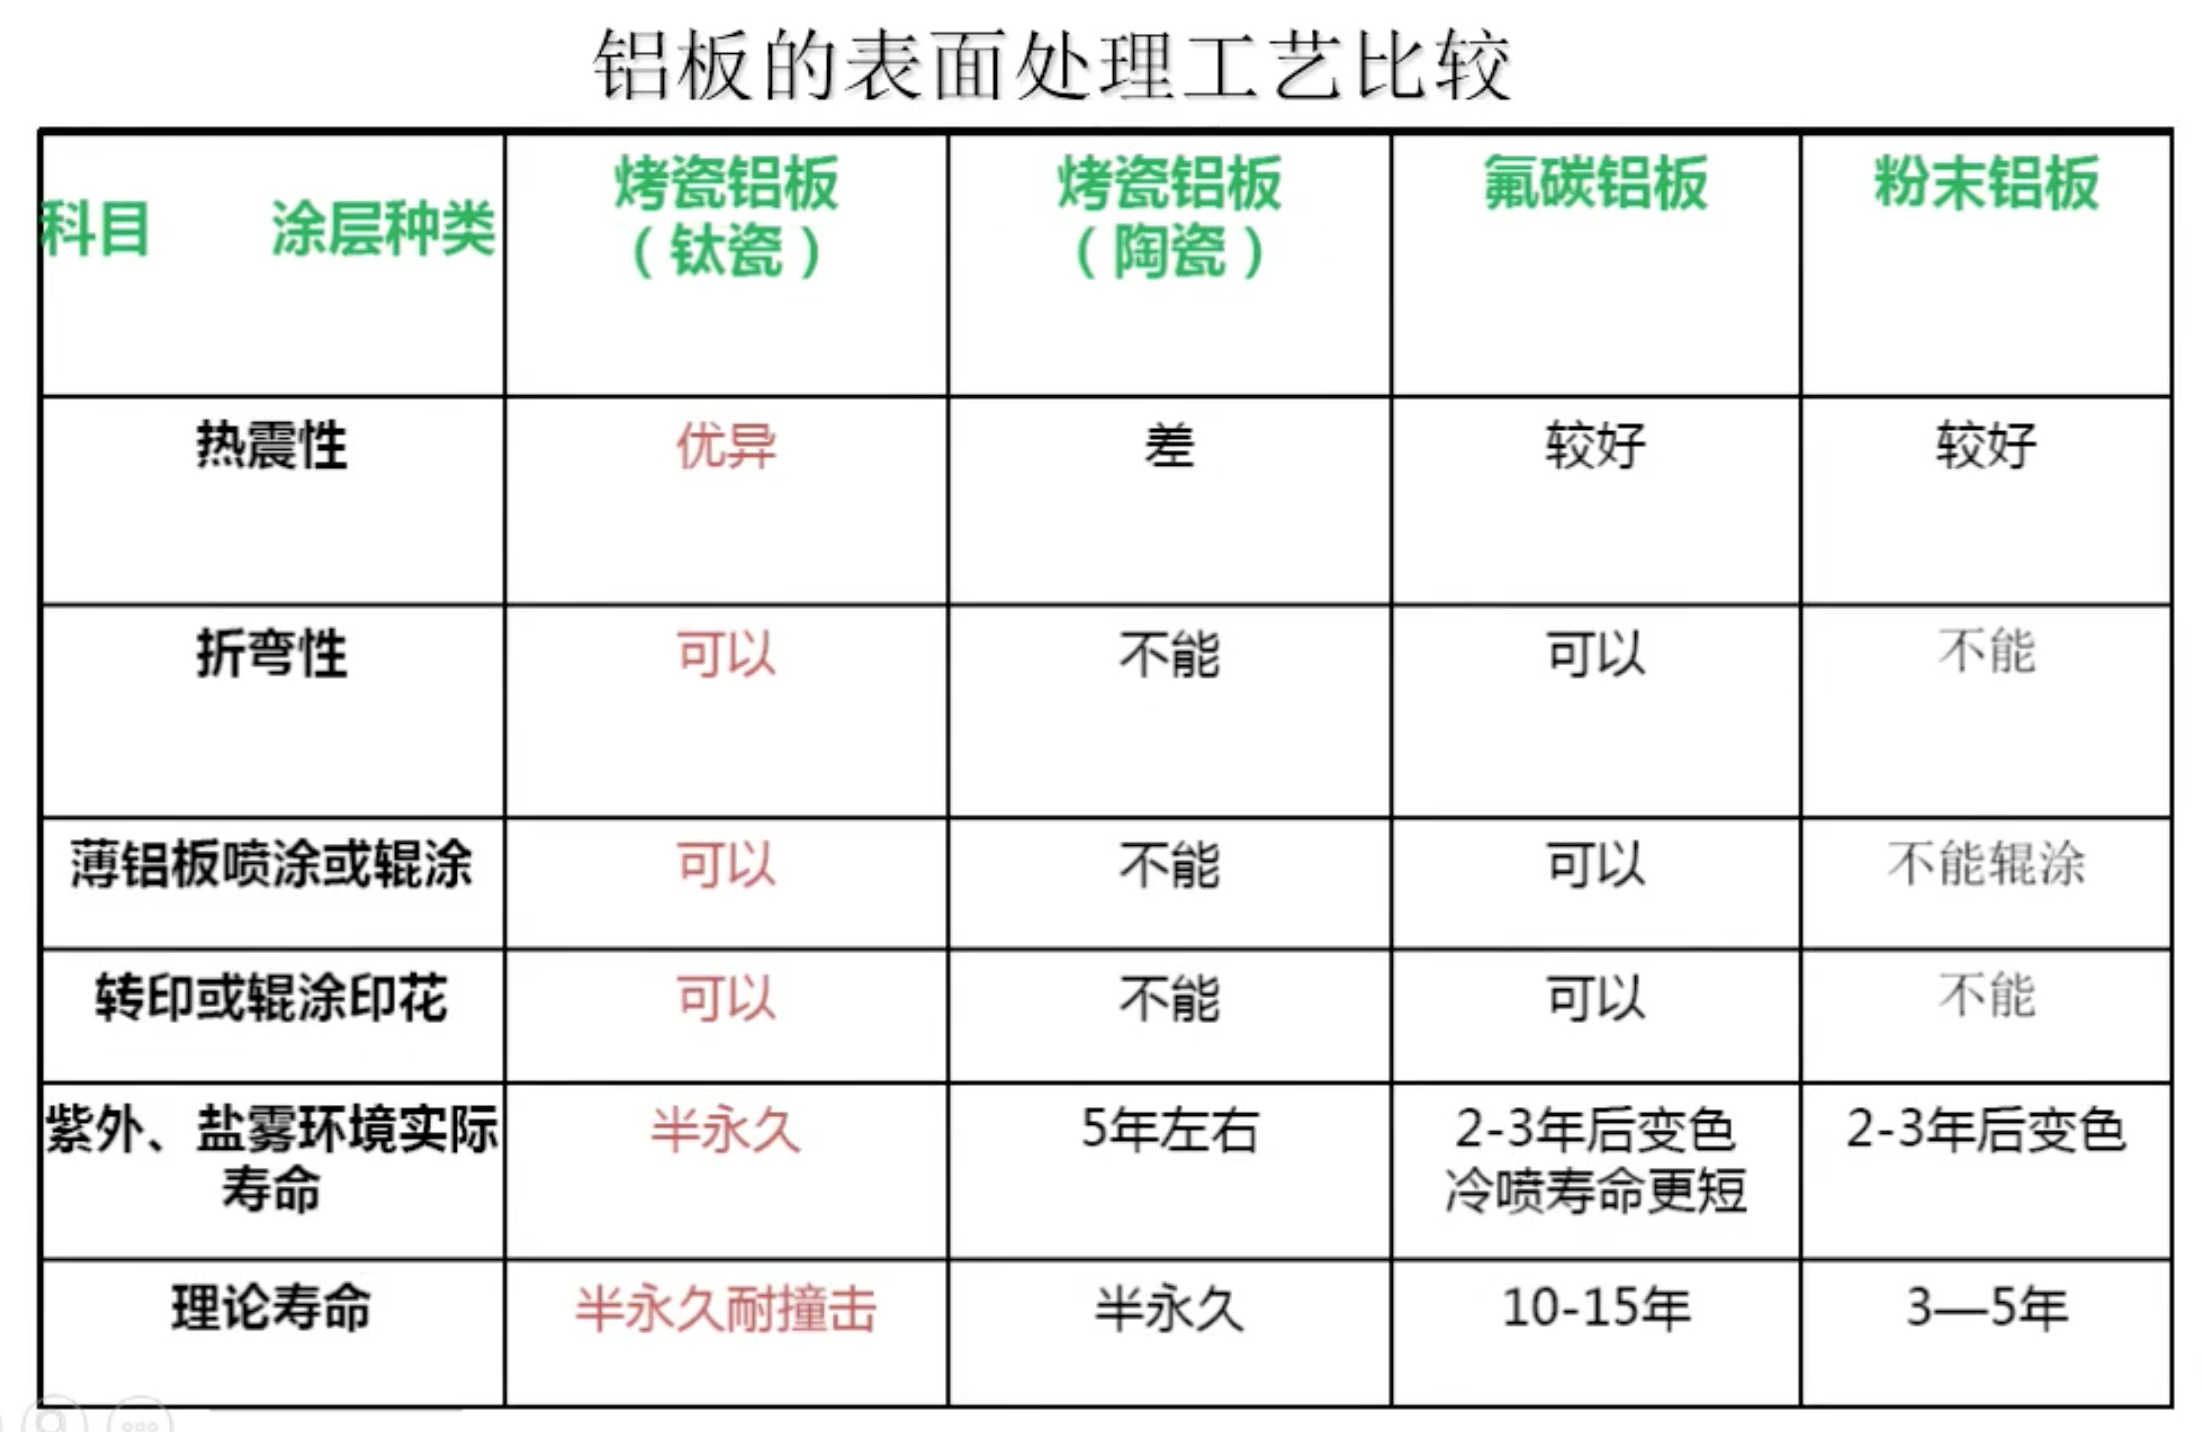 铝板的表面处理工艺比较
科目 涂层种类 烤瓷铝板 烤瓷铝板 氟碳铝板 粉末铝板
（钛瓷） （陶瓷）
热震性 优异 差 较好 较好
折弯性 可以 不能 可以 不能
薄铝板喷涂或辊涂 可以 不能 可以 不能辊涂
转印或辊涂印花 可以 不能 可以 不能
紫外、盐雾环境实际 半永久 5年左右 2-3年后变色 2-3年后变色
寿命 冷喷寿命更短
理论寿命 半永久耐撞击 半永久 10-15年 3—5年